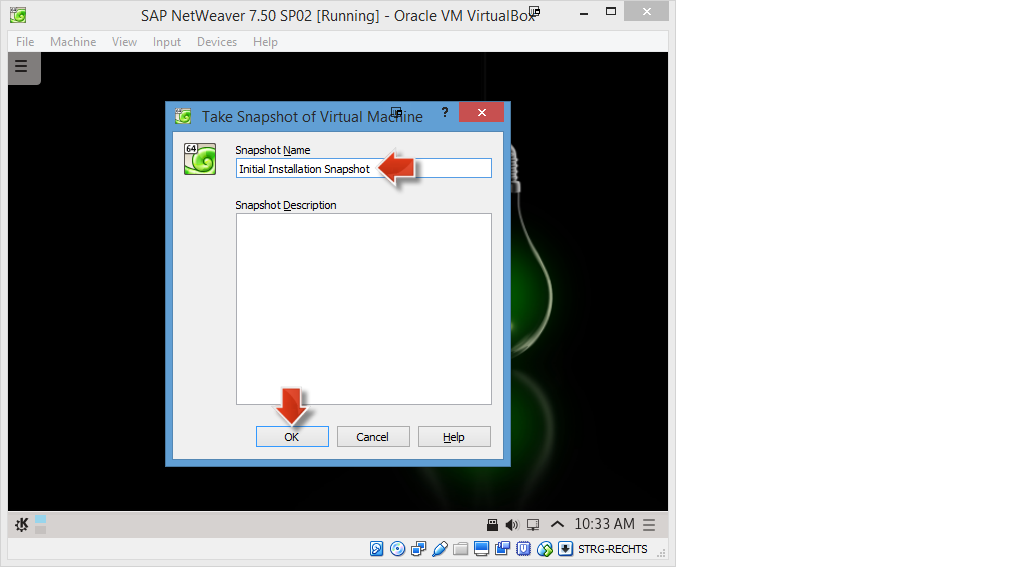 SAP NetWeaver 7.50 SP02 [Running] - Oracle VM VirtualBox
File Machine View Input Devices Help
Take Snapshot of Virtual Machine ?
64
Snapshot Name
Initial Installation Snapshot
Snapshot Description
OK Cancel Help
10:33 AM
STRG-RECHTS